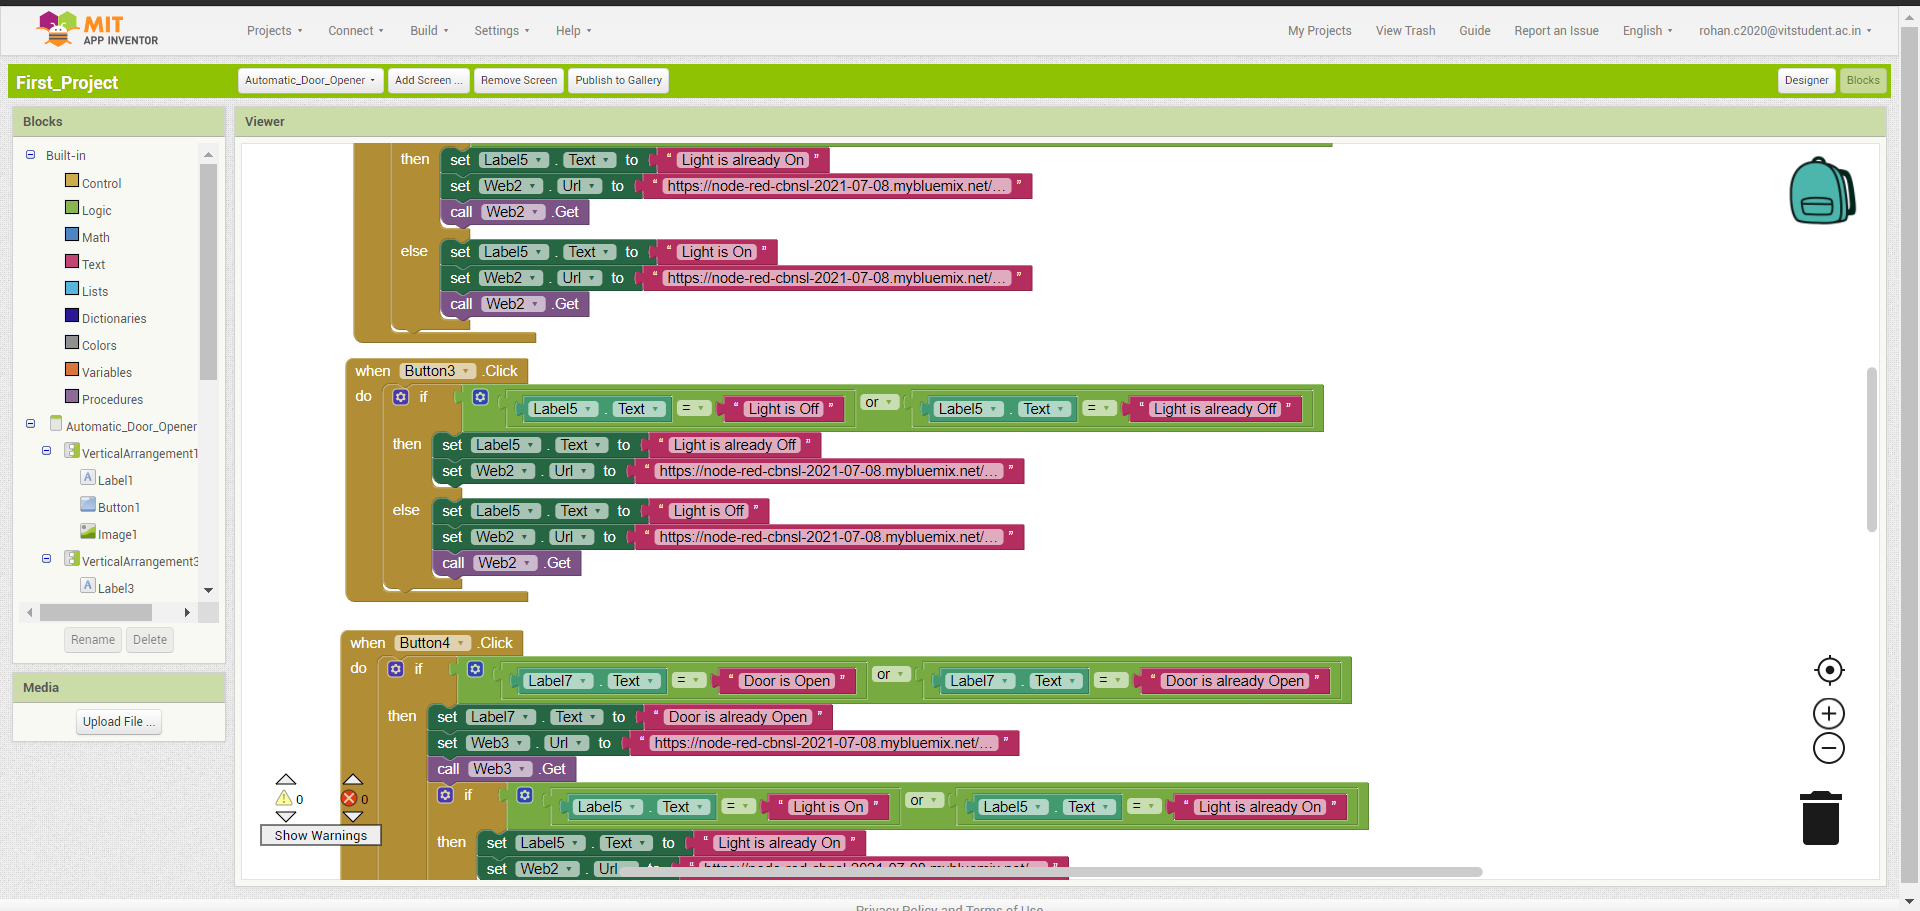 MIT
APP INVENTOR
Projects Connect Build Settings Help My Projects View Trash Guide Report an Issue English rohan.c2020@vitstudent.ac.in
First_Project Automatic_Door_Opener Add Screen ... Remove Screen Publish to Gallery Designer Blocks
Blocks
Built-in
Control
Logic
Math
Text
Lists
Dictionaries
Colors
Variables
Procedures
Automatic_Door_Opener
VerticalArrangement1
Label1
Button1
Image1
VerticalArrangement3
Label3
Rename Delete
Media
Upload File ...
Viewer
then set Label5 . Text to “ Light is already On ”
set Web2 . Url to “ https://node-red-cbnsl-2021-07-08.mybluemix.net/... ”
call Web2 .Get
else set Label5 . Text to “ Light is On ”
set Web2 . Url to “ https://node-red-cbnsl-2021-07-08.mybluemix.net/... ”
call Web2 .Get
when Button3 .Click
do if Label5 . Text = “ Light is Off ” or Label5 . Text = “ Light is already Off ”
then set Label5 . Text to “ Light is already Off ”
set Web2 . Url to “ https://node-red-cbnsl-2021-07-08.mybluemix.net/... ”
else set Label5 . Text to “ Light is Off ”
set Web2 . Url to “ https://node-red-cbnsl-2021-07-08.mybluemix.net/... ”
call Web2 .Get
when Button4 .Click
do if Label7 . Text = “ Door is Open ” or Label7 . Text = “ Door is already Open ”
then set Label7 . Text to “ Door is already Open ”
set Web3 . Url to “ https://node-red-cbnsl-2021-07-08.mybluemix.net/... ”
call Web3 .Get
if Label5 . Text = “ Light is On ” or Label5 . Text = “ Light is already On ”
then set Label5 . Text to “ Light is already On ”
set Web2 . Url to
0 0
Show Warnings
Privacy Policy and Terms of Use